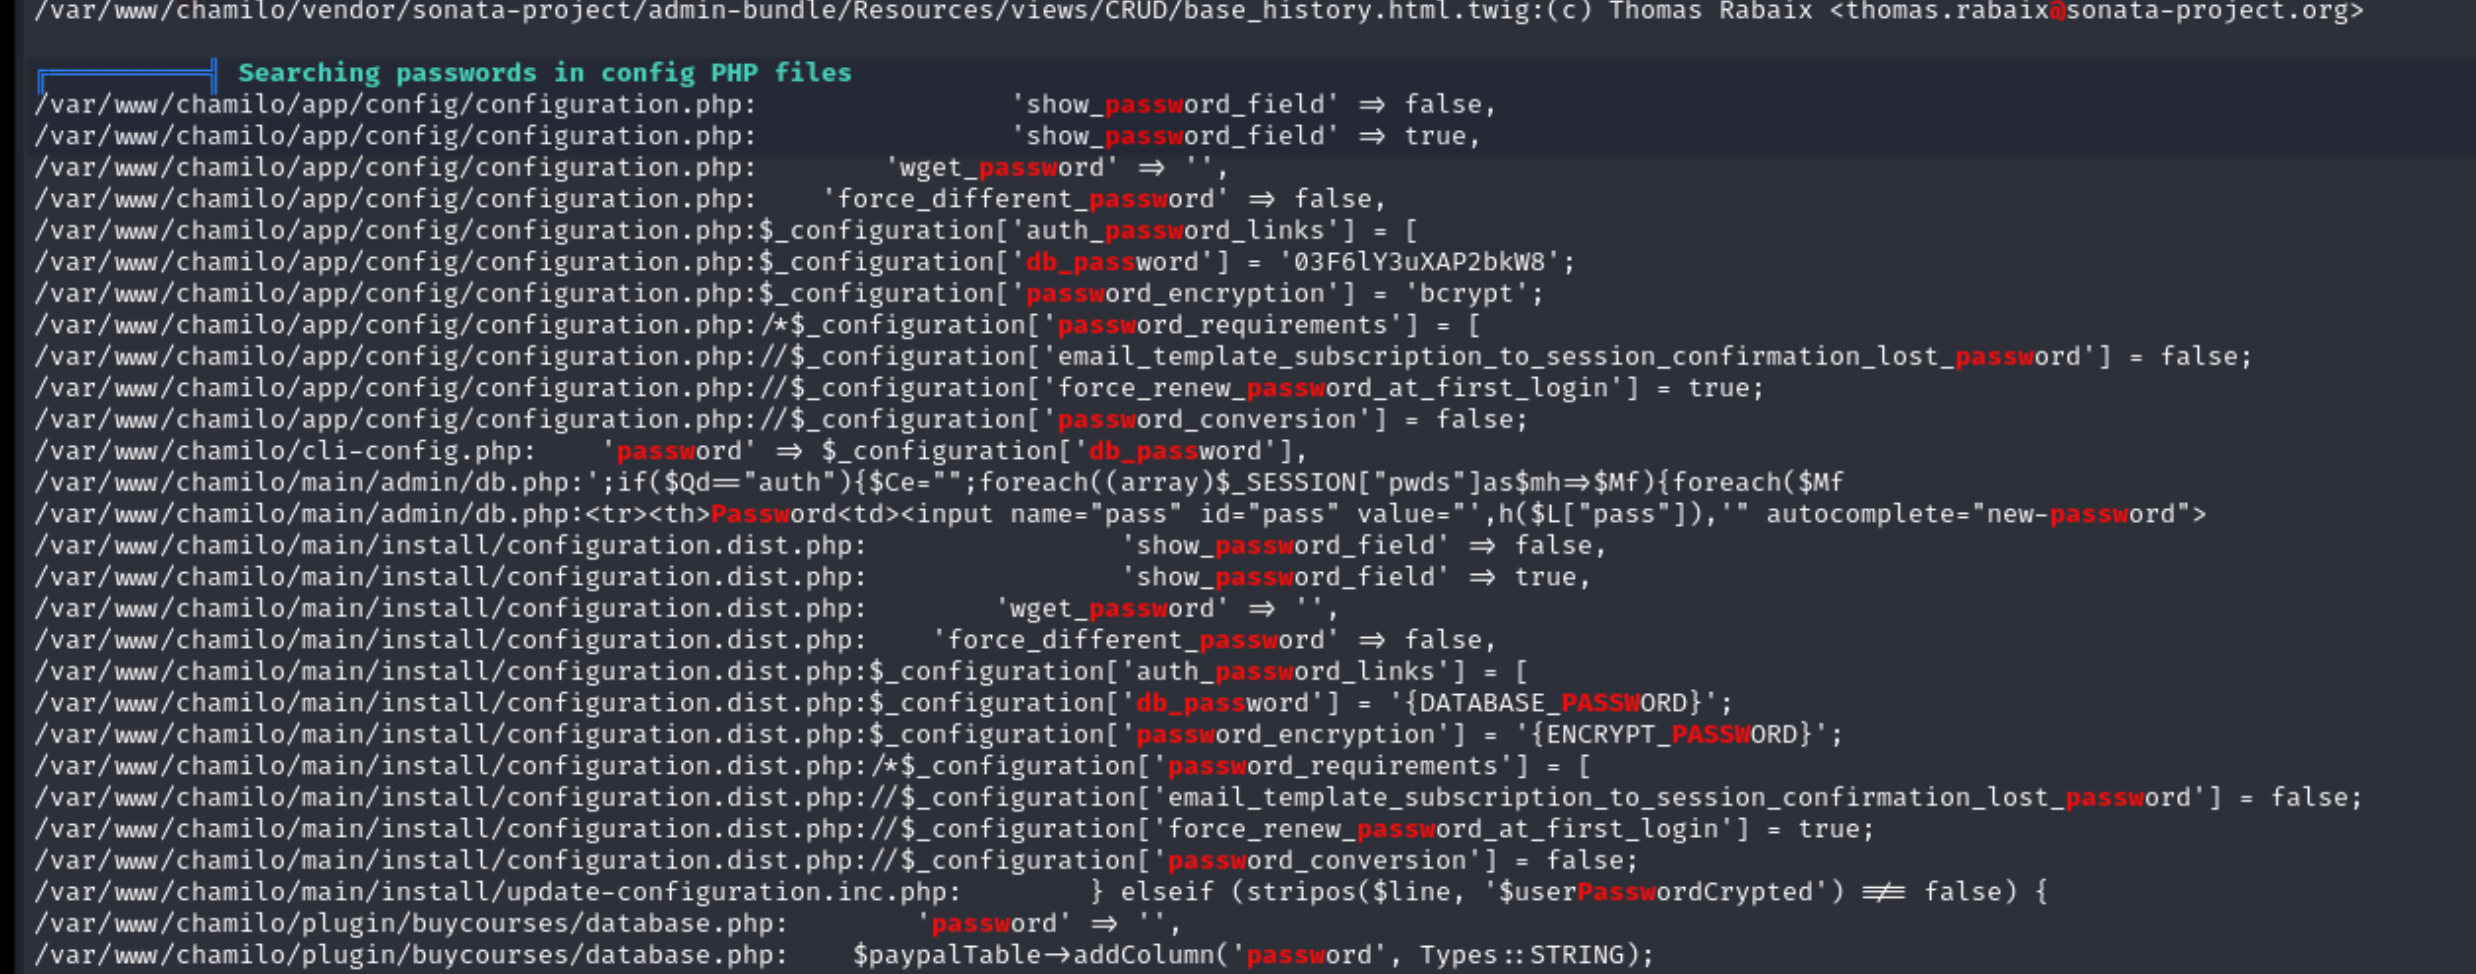 /var/www/chamilo/vendor/sonata-project/admin-bundle/Resources/views/CRUD/base_history.html.twig:(c) Thomas Rabaix <thomas.rabaix@sonata-project.org>
╔══════════╣ Searching passwords in config PHP files
/var/www/chamilo/app/config/configuration.php:                'show_password_field' => false,
/var/www/chamilo/app/config/configuration.php:                'show_password_field' => true,
/var/www/chamilo/app/config/configuration.php:        'wget_password' => '',
/var/www/chamilo/app/config/configuration.php:    'force_different_password' => false,
/var/www/chamilo/app/config/configuration.php:$_configuration['auth_password_links'] = [
/var/www/chamilo/app/config/configuration.php:$_configuration['db_password'] = '03F6lY3uXAP2bkW8';
/var/www/chamilo/app/config/configuration.php:$_configuration['password_encryption'] = 'bcrypt';
/var/www/chamilo/app/config/configuration.php:/*$_configuration['password_requirements'] = [
/var/www/chamilo/app/config/configuration.php://$_configuration['email_template_subscription_to_session_confirmation_lost_password'] = false;
/var/www/chamilo/app/config/configuration.php://$_configuration['force_renew_password_at_first_login'] = true;
/var/www/chamilo/app/config/configuration.php://$_configuration['password_conversion'] = false;
/var/www/chamilo/cli-config.php:    'password' => $_configuration['db_password'],
/var/www/chamilo/main/admin/db.php:';if($Qd=="auth"){$Ce="";foreach((array)$_SESSION["pwds"]as$mh=>$Mf){foreach($Mf
/var/www/chamilo/main/admin/db.php:<tr><th>Password<td><input name="pass" id="pass" value="',h($L["pass"]),'" autocomplete="new-password">
/var/www/chamilo/main/install/configuration.dist.php:                'show_password_field' => false,
/var/www/chamilo/main/install/configuration.dist.php:                'show_password_field' => true,
/var/www/chamilo/main/install/configuration.dist.php:        'wget_password' => '',
/var/www/chamilo/main/install/configuration.dist.php:    'force_different_password' => false,
/var/www/chamilo/main/install/configuration.dist.php:$_configuration['auth_password_links'] = [
/var/www/chamilo/main/install/configuration.dist.php:$_configuration['db_password'] = '{DATABASE_PASSWORD}';
/var/www/chamilo/main/install/configuration.dist.php:$_configuration['password_encryption'] = '{ENCRYPT_PASSWORD}';
/var/www/chamilo/main/install/configuration.dist.php:/*$_configuration['password_requirements'] = [
/var/www/chamilo/main/install/configuration.dist.php://$_configuration['email_template_subscription_to_session_confirmation_lost_password'] = false;
/var/www/chamilo/main/install/configuration.dist.php://$_configuration['force_renew_password_at_first_login'] = true;
/var/www/chamilo/main/install/configuration.dist.php://$_configuration['password_conversion'] = false;
/var/www/chamilo/main/install/update-configuration.inc.php:        } elseif (stripos($line, '$userPasswordCrypted') !== false) {
/var/www/chamilo/plugin/buycourses/database.php:        'password' => '',
/var/www/chamilo/plugin/buycourses/database.php:    $paypalTable->addColumn('password', Types::STRING);